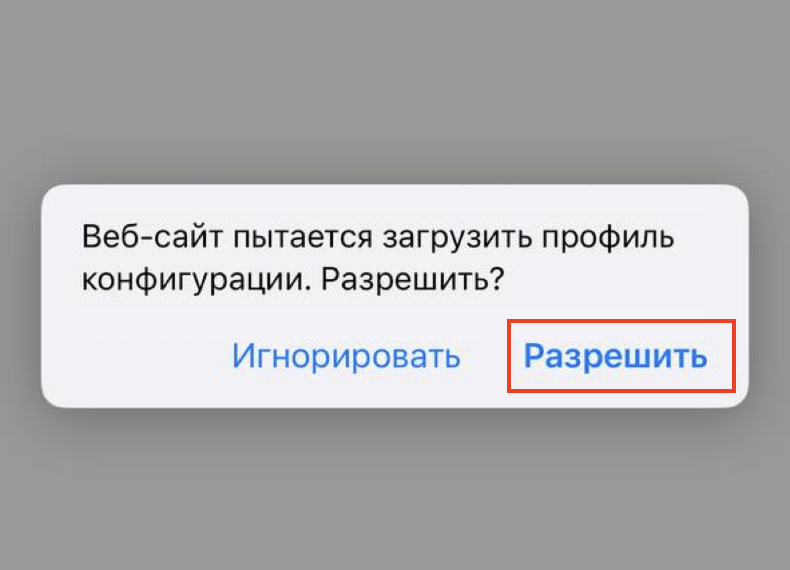 Веб-сайт пытается загрузить профиль
конфигурации. Разрешить?
Игнорировать Разрешить